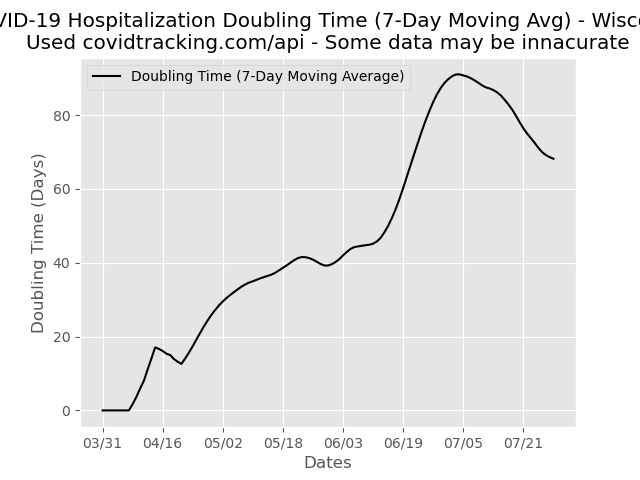 VID-19 Hospitalization Doubling Time (7-Day Moving Avg) - Wisco
Used covidtracking.com/api - Some data may be innacurate
Doubling Time (7-Day Moving Average)
Doubling Time (Days)
80
60
40
20
0
03/31 04/16 05/02 05/18 06/03 06/19 07/05 07/21
Dates